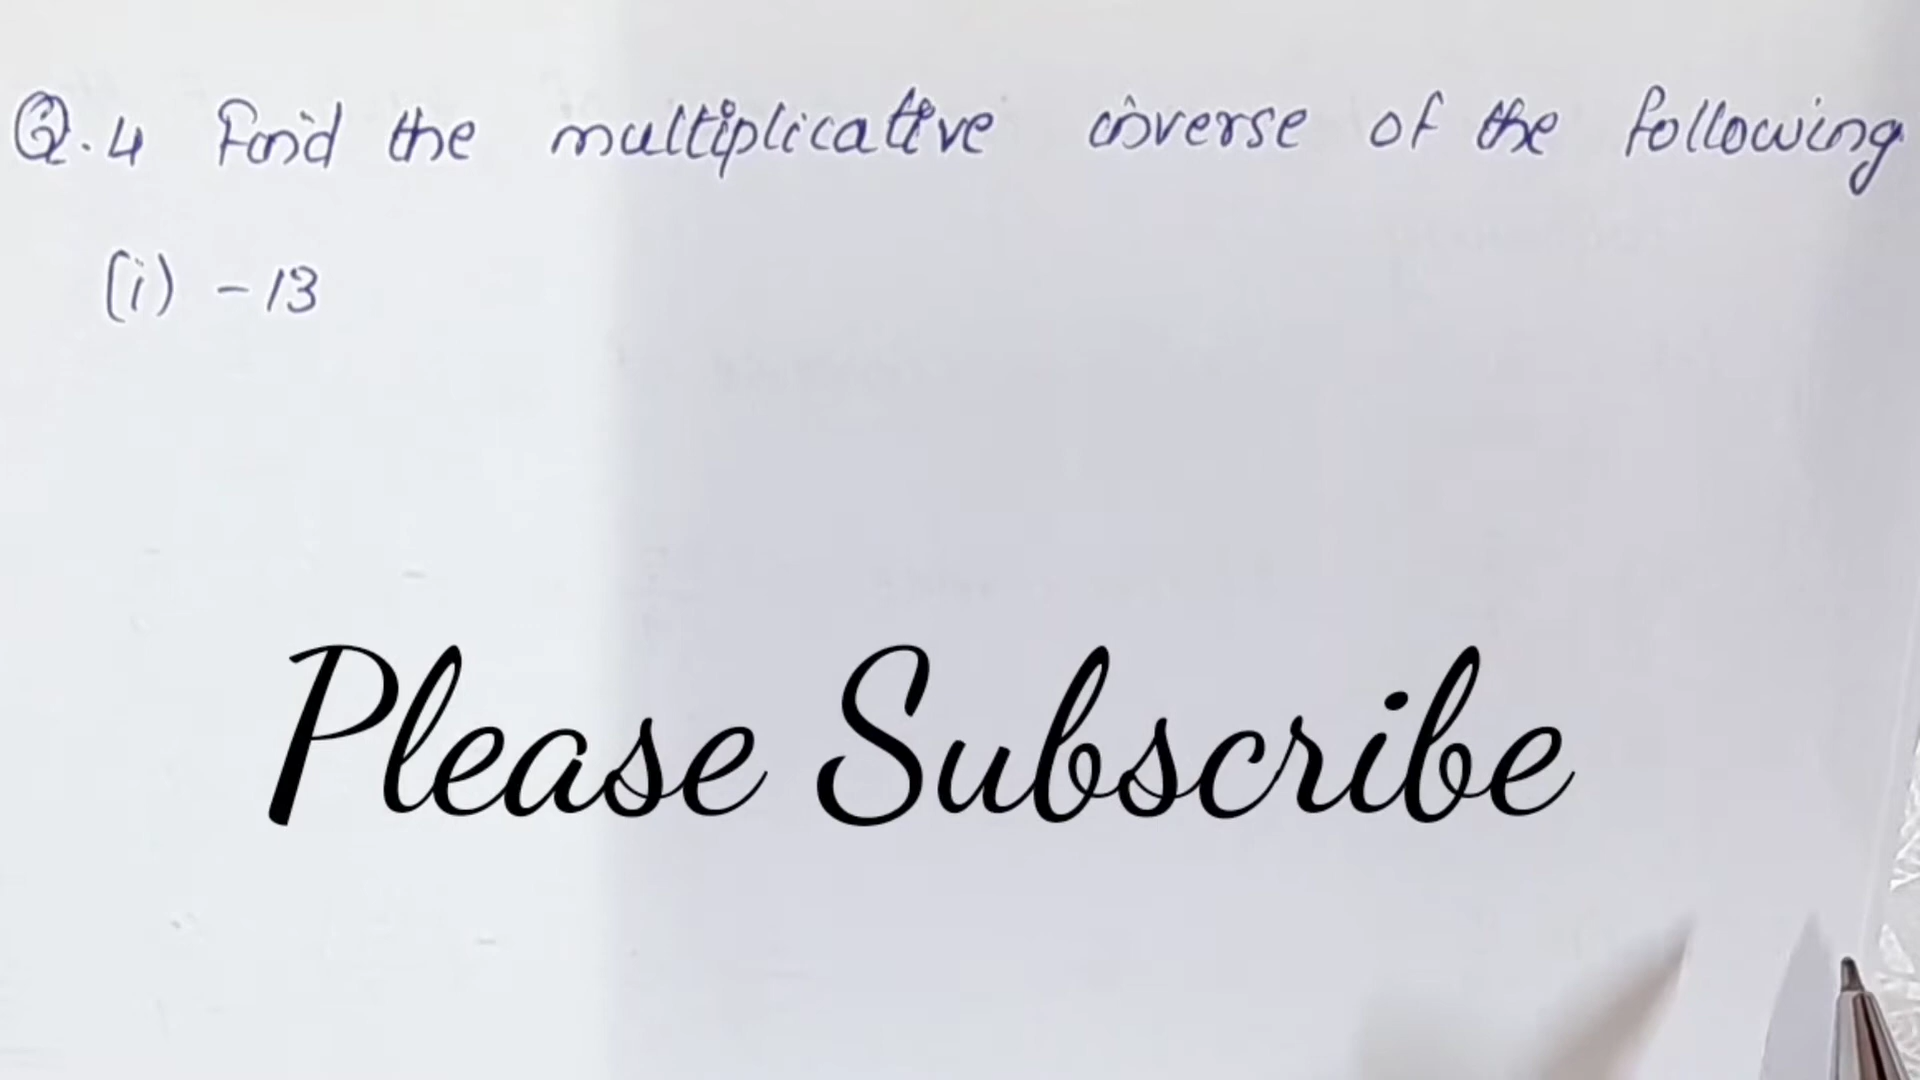 Q.4 Find the multiplicative inverse of the following
(i) -13
Please Subscribe